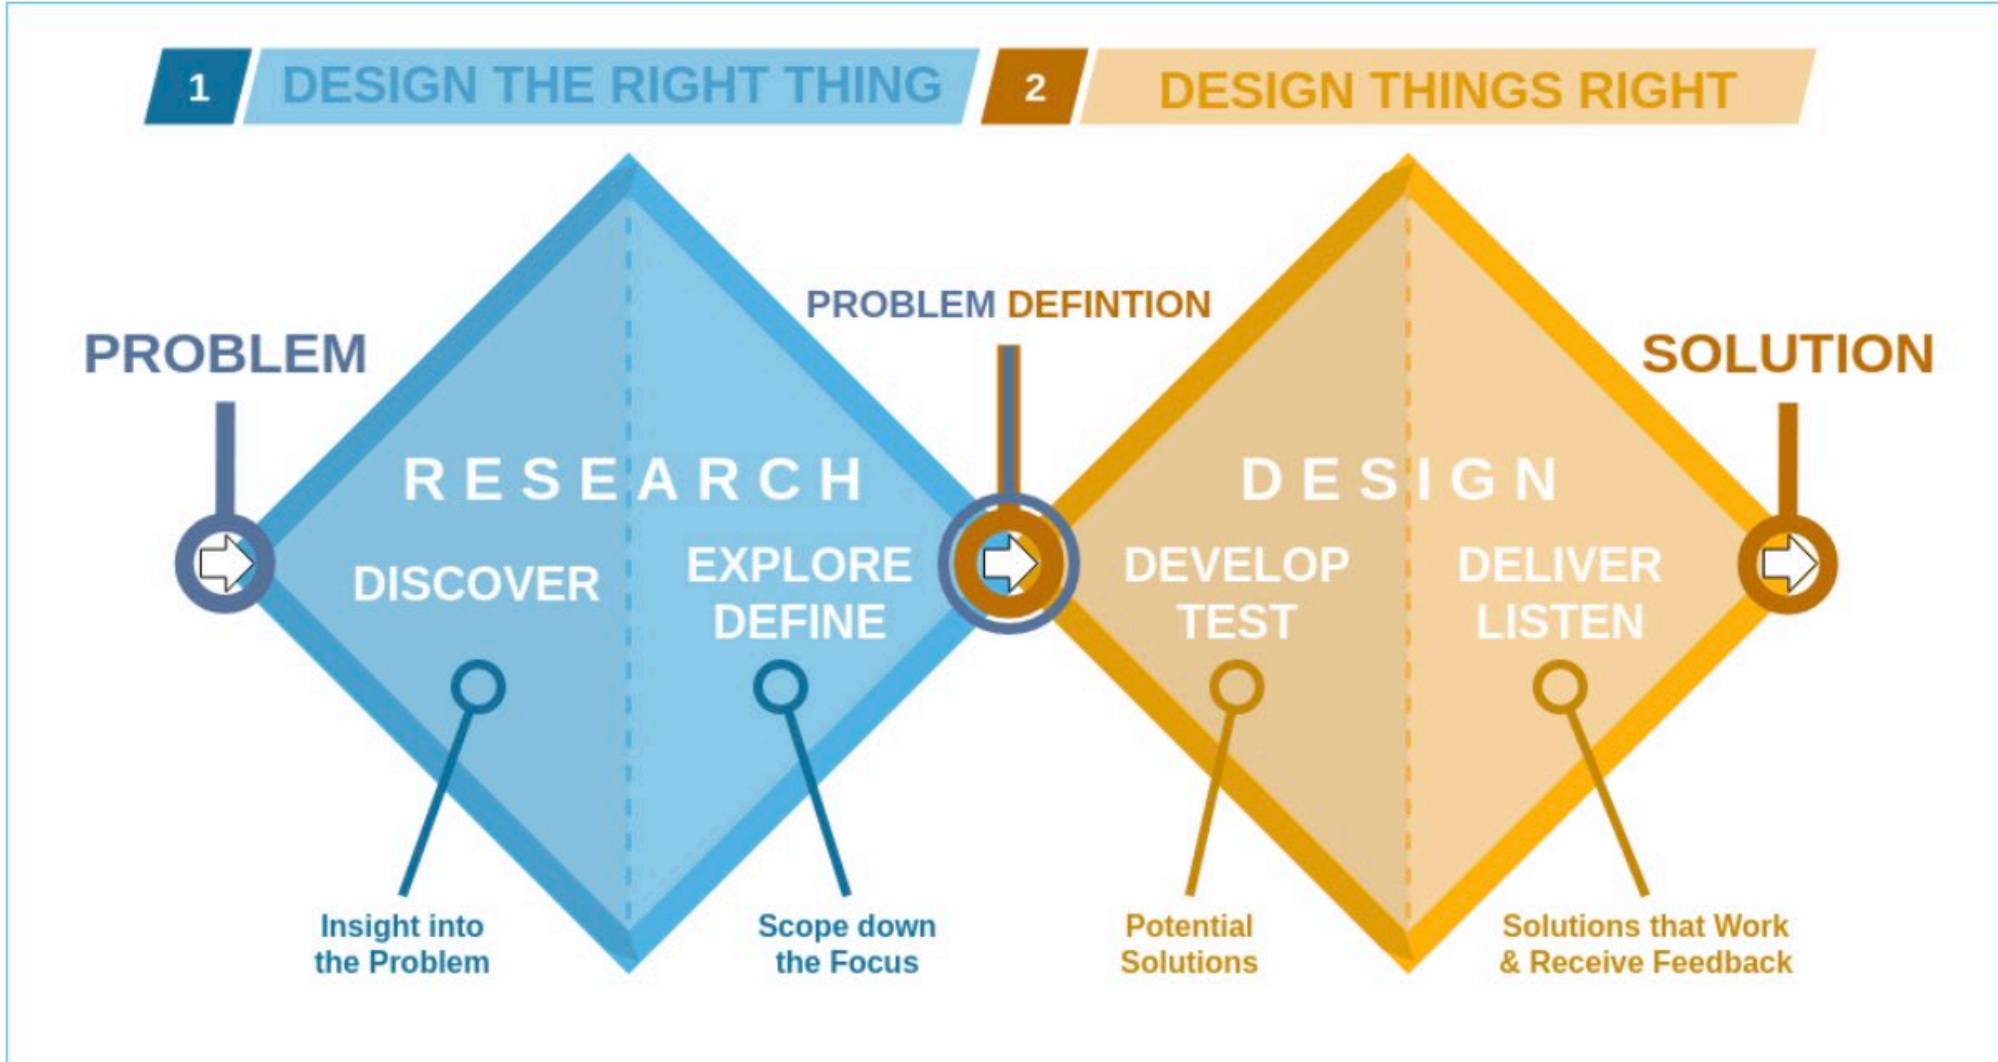 1 DESIGN THE RIGHT THING 2 DESIGN THINGS RIGHT
PROBLEM DEFINTION
PROBLEM
SOLUTION
RESEARCH
DISCOVER
EXPLORE
DEFINE
DESIGN
DEVELOP
TEST
DELIVER
LISTEN
Insight into
the Problem
Scope down
the Focus
Potential
Solutions
Solutions that Work
& Receive Feedback